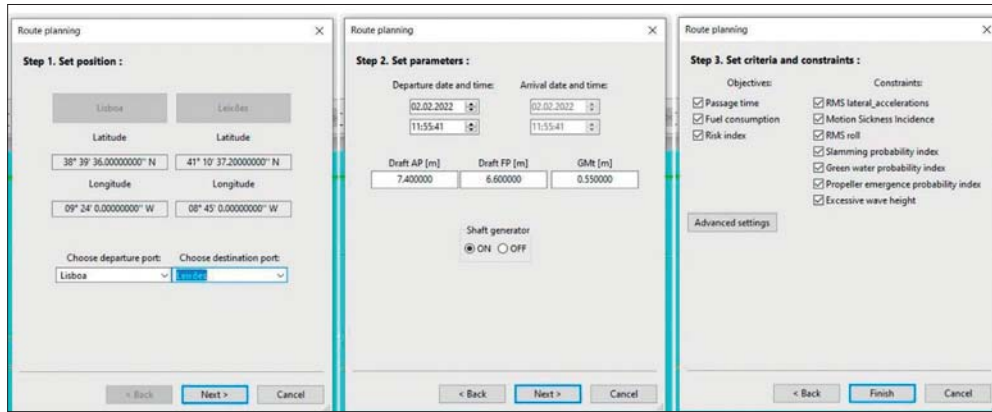 Route planning
Step 1. Set position :
Lisboa Leixões
Latitude Latitude
38° 39' 36.00000000'' N 41° 10' 37.20000000'' N
Longitude Longitude
09° 24' 0.00000000'' W 08° 45' 0.00000000'' W
Choose departure port: Choose destination port:
Lisboa Leixões
< Back Next > Cancel
Route planning
Step 2. Set parameters :
Departure date and time: Arrival date and time:
02.02.2022 02.02.2022
11:55:41 11:55:41
Draft AP [m] Draft FP [m] GMt [m]
7.400000 6.600000 0.550000
Shaft generator
ON OFF
< Back Next > Cancel
Route planning
Step 3. Set criteria and constraints :
Objectives: Constraints:
Passage time RMS lateral_accelerations
Fuel consumption Motion Sickness Incidence
Risk index RMS roll
Slamming probability index
Green water probability index
Propeller emergence probability index
Excessive wave height
Advanced settings
< Back Finish Cancel